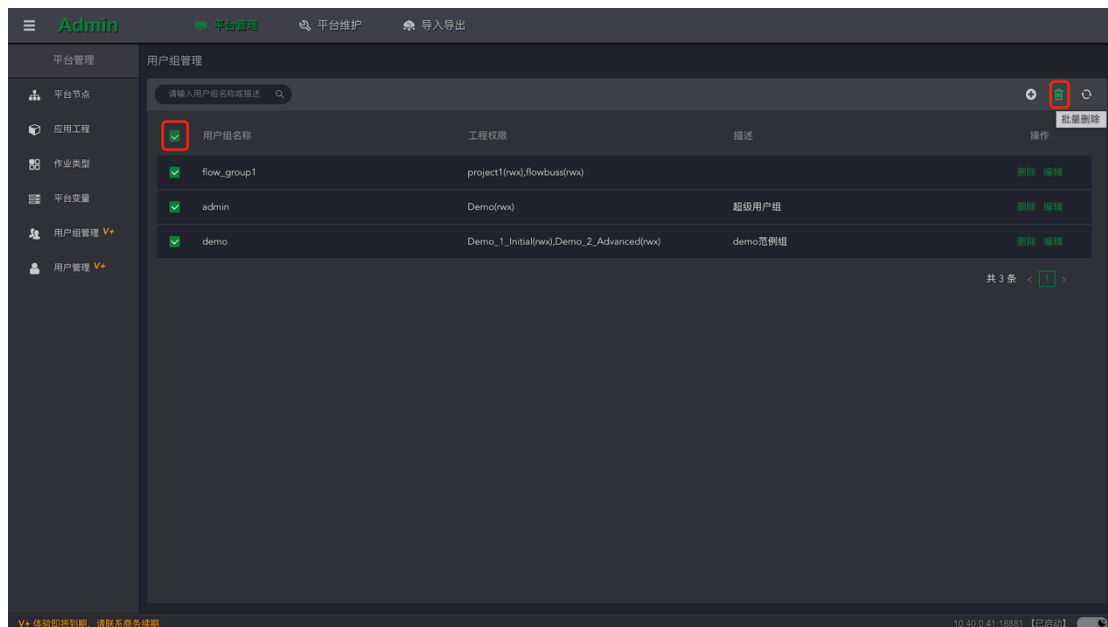 Admin 平台管理 平台维护 导入导出
平台管理 用户组管理
平台节点
请输入用户组名称或描述
批量删除
应用工程
用户组名称 工程权限 描述 操作
作业类型
flow_group1 project1(rwx),flowbuss(rwx) 删除 编辑
平台变量
admin Demo(rwx) 超级用户组 删除 编辑
用户组管理 V+
demo Demo_1_Initial(rwx),Demo_2_Advanced(rwx) demo范例组 删除 编辑
用户管理 V+
共 3 条 < 1 >
V+ 体验即将到期，请联系商务续期 10.40.0.41:18881 【已启动】